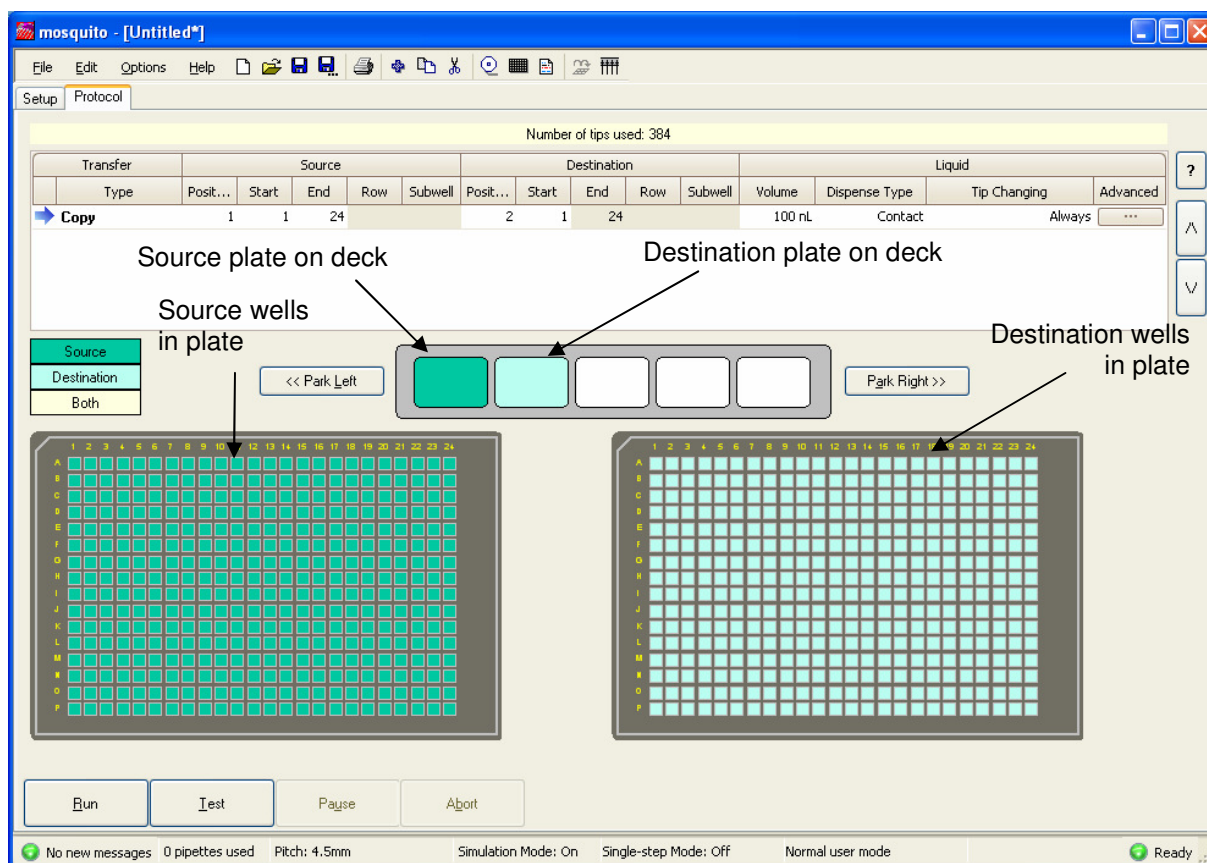 mosquito - [Untitled*]
File Edit Options Help
Setup Protocol
Number of tips used: 384
Transfer Source Destination Liquid
Type Posit... Start End Row Subwell Posit... Start End Row Subwell Volume Dispense Type Tip Changing Advanced
Copy 1 1 24 2 1 24 100 nL Contact Always ...
?
/\
\/
Source plate on deck
Destination plate on deck
Source wells
in plate
Destination wells
in plate
Source
Destination
Both
<< Park Left
Park Right >>
1 2 3 4 5 6 7 8 9 10 12 13 14 15 16 17 18 19 20 21 22 23 24
A
B
C
D
E
F
G
H
I
J
K
L
M
N
O
P
1 2 3 4 5 6 7 8 9 10 11 12 13 14 15 16 17 18 19 20 21 22 23 24
A
B
C
D
E
F
G
H
I
J
K
L
M
N
O
P
Run Test Pause Abort
No new messages 0 pipettes used Pitch: 4.5mm Simulation Mode: On Single-step Mode: Off Normal user mode Ready